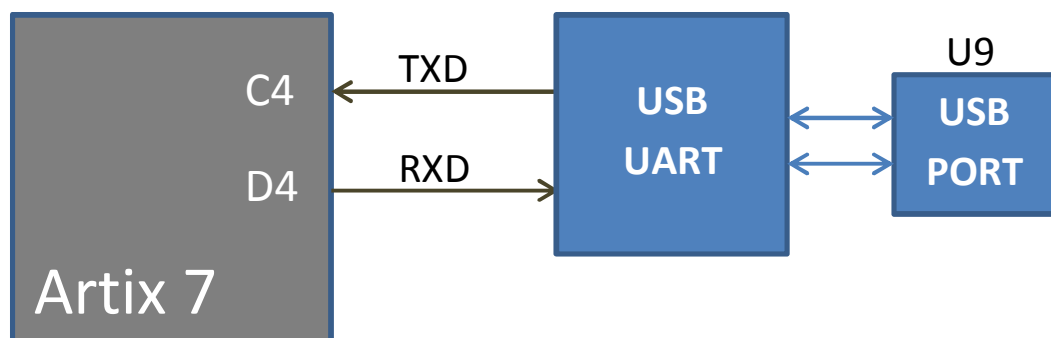 C4
D4
Artix 7
TXD
RXD
USB
UART
U9
USB
PORT